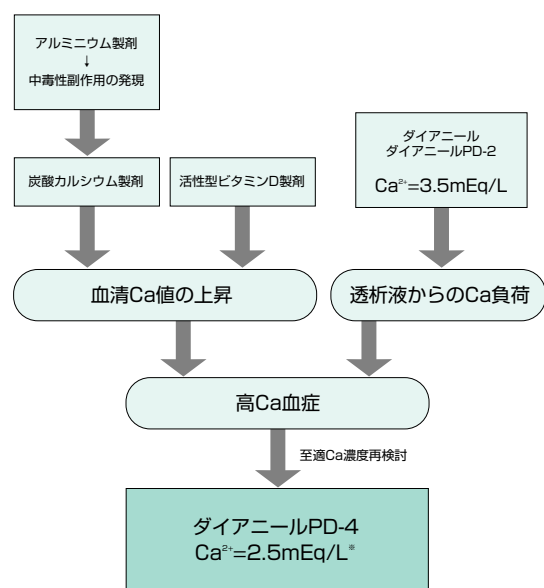 アルミニウム製剤
↓
中毒性副作用の発現
ダイアニール
ダイアニールPD-2
Ca²⁺=3.5mEq/L
炭酸カルシウム製剤
活性型ビタミンD製剤
血清Ca値の上昇
透析液からのCa負荷
高Ca血症
至適Ca濃度再検討
ダイアニールPD-4
Ca²⁺=2.5mEq/L※